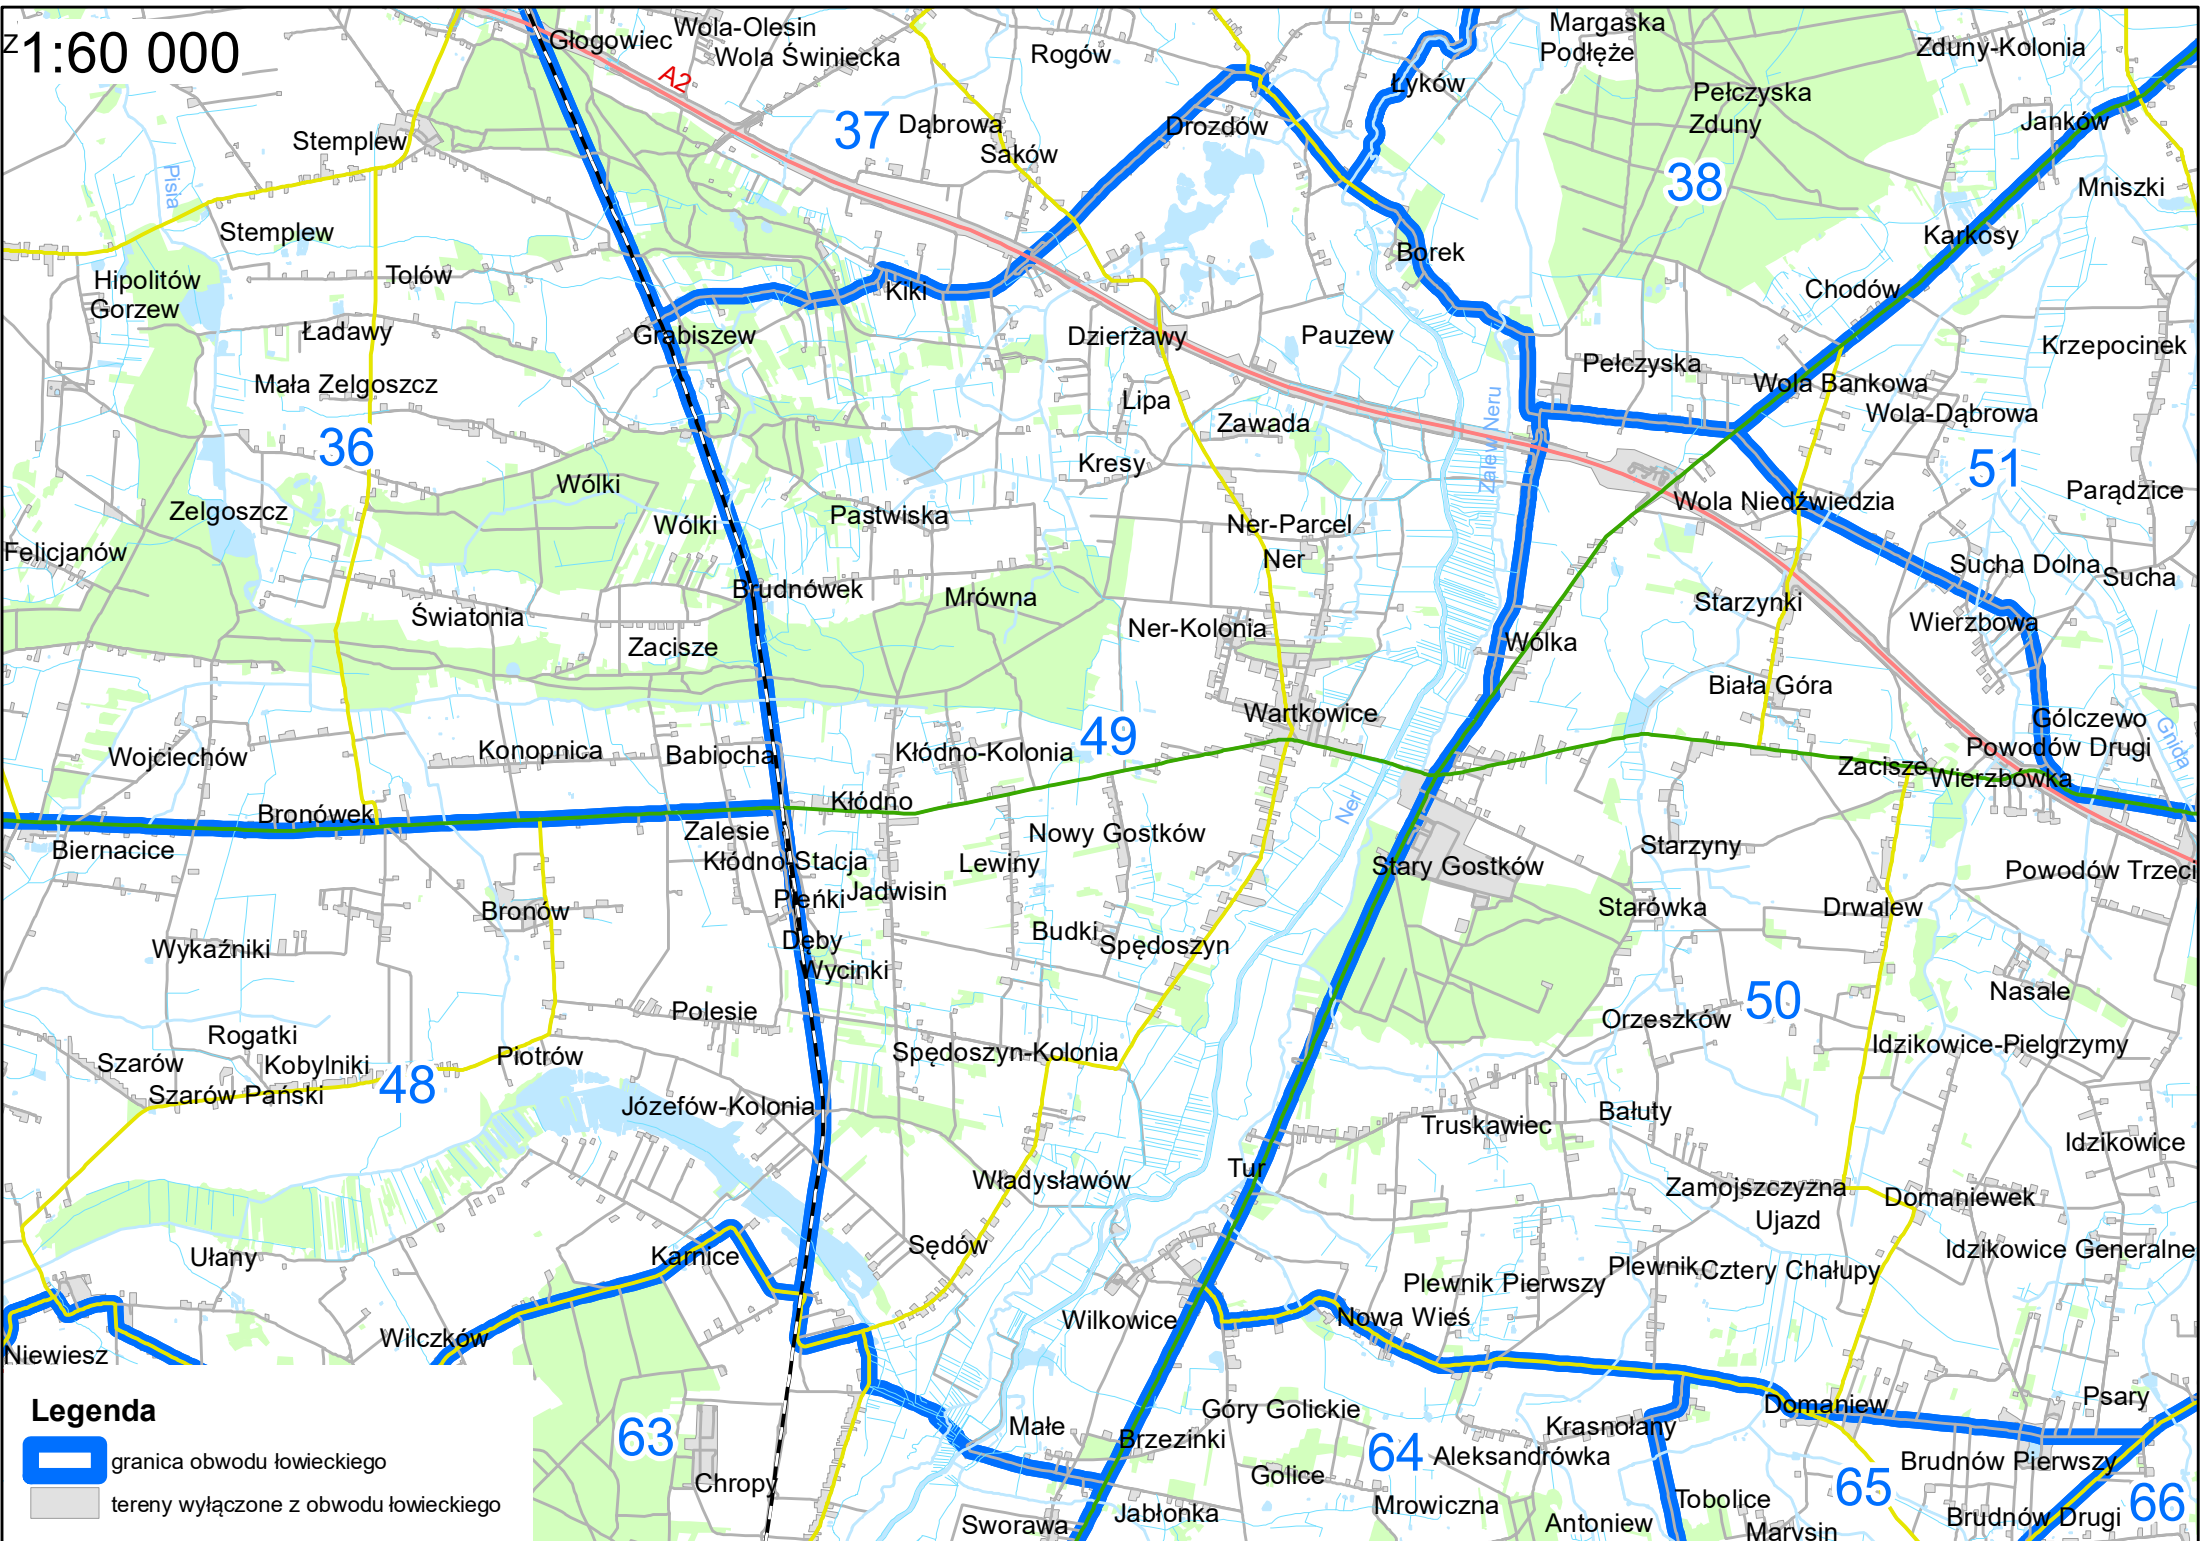 1:60 000
Głogowiec
Wola-Olesin
Wola Świniecka
Rogów
Margaska
Podłęże
Zduny-Kolonia
A2
Łyków
Pełczyska
Zduny
37
Dąbrowa
Drozdów
Janków
Stemplew
Saków
Pisia
38
Mniszki
Stemplew
Karkosy
Borek
Hipolitów
Tolów
Gorzew
Kiki
Chodów
Ładawy
Grabiszew
Dzierżawy
Pauzew
Krzepocinek
Pełczyska
Mała Zelgoszcz
Wola Bankowa
Lipa
Wola-Dąbrowa
Zawada
Zalew Neru
36
Kresy
51
Wólki
Parądzice
Zelgoszcz
Wólki
Pastwiska
Ner-Parcel
Wola Niedźwiedzia
Felicjanów
Ner
Sucha Dolna
Sucha
Brudnówek
Mrówna
Starzynki
Światonia
Ner-Kolonia
Wierzbowa
Zacisze
Wólka
Biała Góra
Wartkowice
Gólczewo
49
Wojciechów
Konopnica
Babiocha
Kłódno-Kolonia
Powodów Drugi
Gnida
Zacisze
Wierzbówka
Bronówek
Kłódno
Ner
Biernacice
Zalesie
Nowy Gostków
Starzyny
Kłódno-Stacja
Lewiny
Stary Gostków
Powodów Trzeci
Pieńki
Jadwisin
Bronów
Starówka
Drwalew
Wykaźniki
Dęby
Budki
Spędoszyn
Wycinki
Nasale
50
Polesie
Orzeszków
Rogatki
Szarów
Kobylniki
Piotrów
Spędoszyn-Kolonia
Idzikowice-Pielgrzymy
48
Szarów Pański
Józefów-Kolonia
Bałuty
Truskawiec
Idzikowice
Tur
Władysławów
Zamojszczyzna
Domaniewek
Ujazd
Ułany
Karnice
Sędów
Idzikowice Generalne
Plewnik
Cztery Chałupy
Plewnik Pierwszy
Wilkowice
Nowa Wieś
Wilczków
Niewiesz
Legenda
granica obwodu łowieckiego
tereny wyłączone z obwodu łowieckiego
63
Chropy
Małe
Brzezinki
Góry Golickie
64
Krasnołany
Aleksandrówka
Domaniew
Psary
Golice
Brudnów Pierwszy
65
Sworawa
Jabłonka
Mrowiczna
Tobolice
66
Antoniew
Marysin
Brudnów Drugi